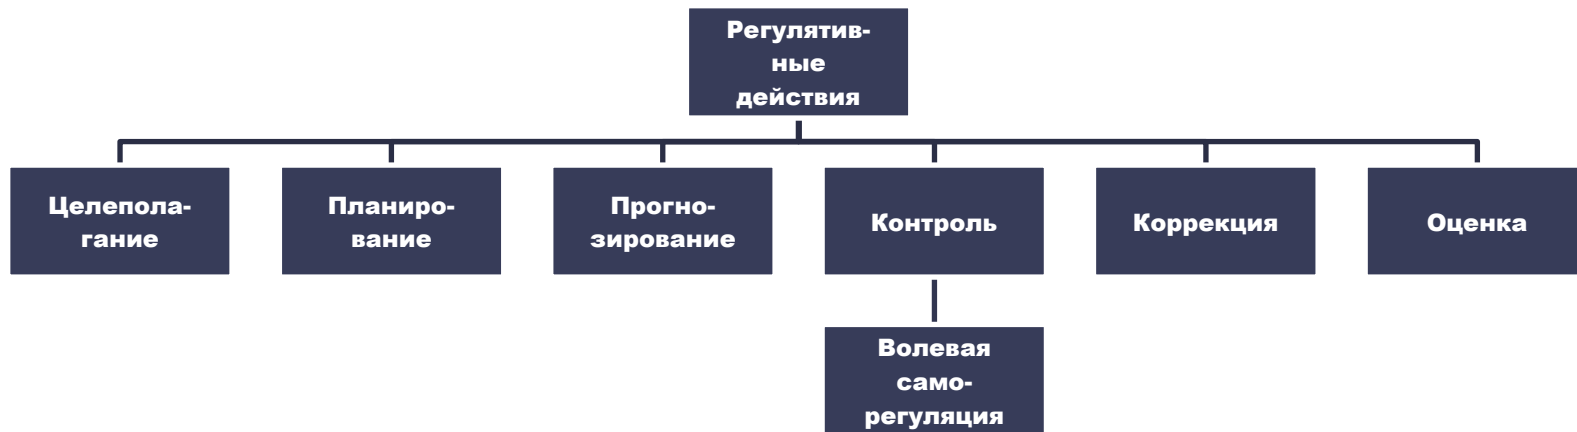 Регулятив-
ные
действия
Целепола-
гание
Планиро-
вание
Прогно-
зирование
Контроль
Коррекция
Оценка
Волевая
само-
регуляция